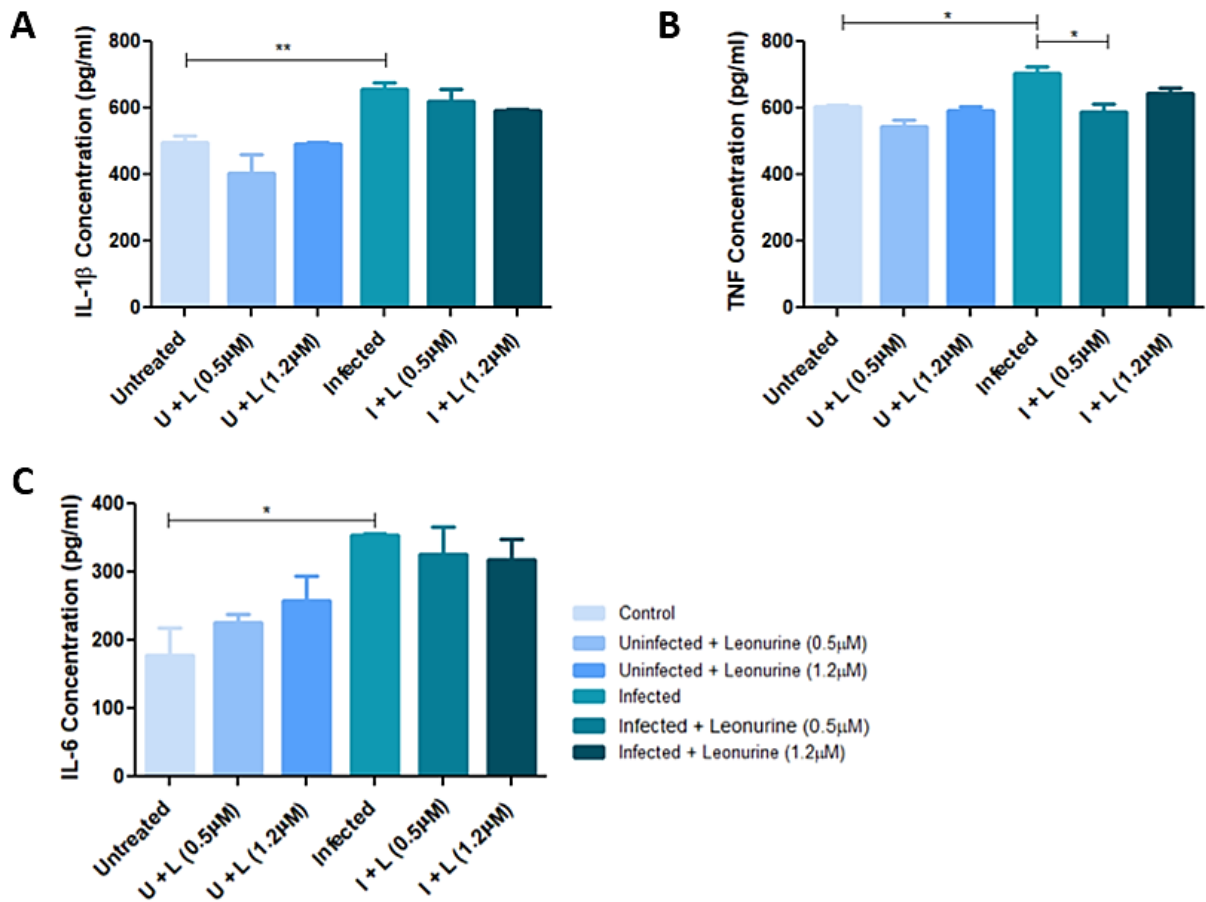 A
IL-1β Concentration (pg/ml)
800
600
400
200
0
**
Untreated
U + L (0.5μM)
U + L (1.2μM)
Infected
I + L (0.5μM)
I + L (1.2μM)
B
TNF Concentration (pg/ml)
800
600
400
200
0
*
*
Untreated
U + L (0.5μM)
U + L (1.2μM)
Infected
I + L (0.5μM)
I + L (1.2μM)
C
IL-6 Concentration (pg/ml)
400
300
200
100
0
*
Untreated
U + L (0.5μM)
U + L (1.2μM)
Infected
I + L (0.5μM)
I + L (1.2μM)
Control
Uninfected + Leonurine (0.5μM)
Uninfected + Leonurine (1.2μM)
Infected
Infected + Leonurine (0.5μM)
Infected + Leonurine (1.2μM)